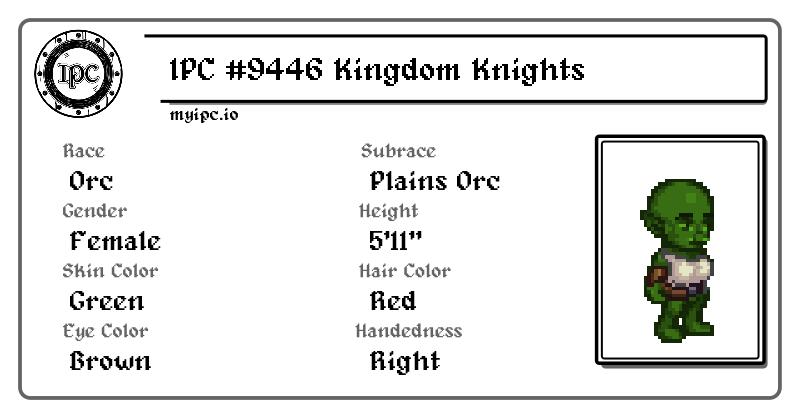 IPC
IPC #9446 Kingdom Knights
myipc.io
Race
Orc
Subrace
Plains Orc
Gender
Female
Height
5'11"
Skin Color
Green
Hair Color
Red
Eye Color
Brown
Handedness
Right